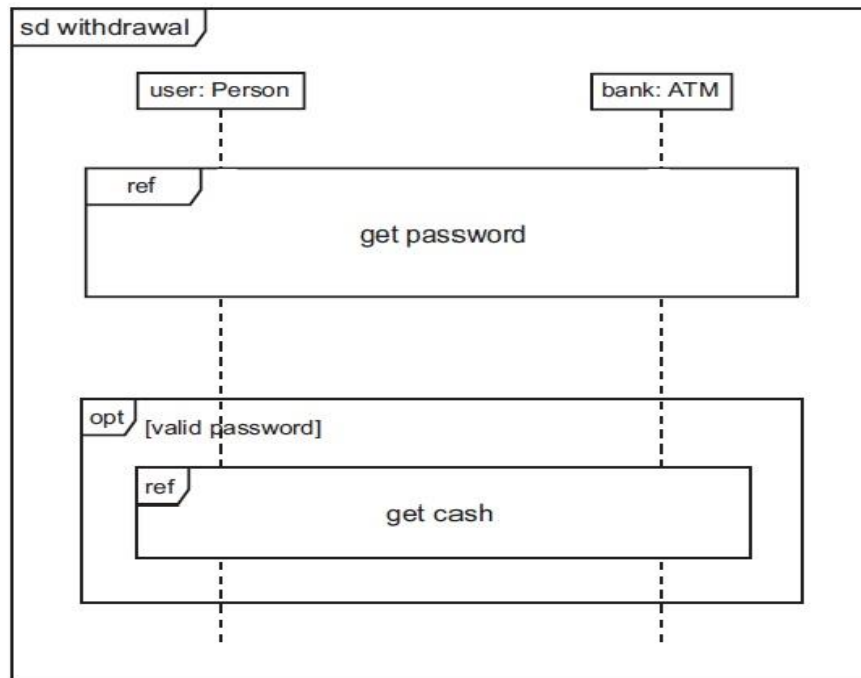 sd withdrawal
user: Person
bank: ATM
ref
get password
opt
[valid password]
ref
get cash